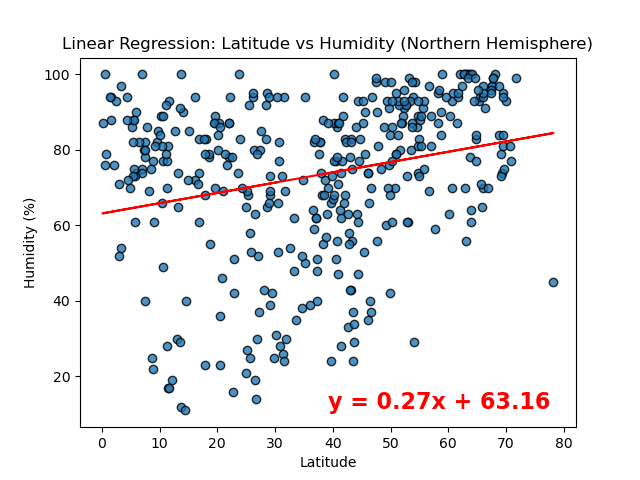 Linear Regression: Latitude vs Humidity (Northern Hemisphere)
100
80
60
40
20
Humidity (%)
y = 0.27x + 63.16
0 10 20 30 40 50 60 70 80
Latitude